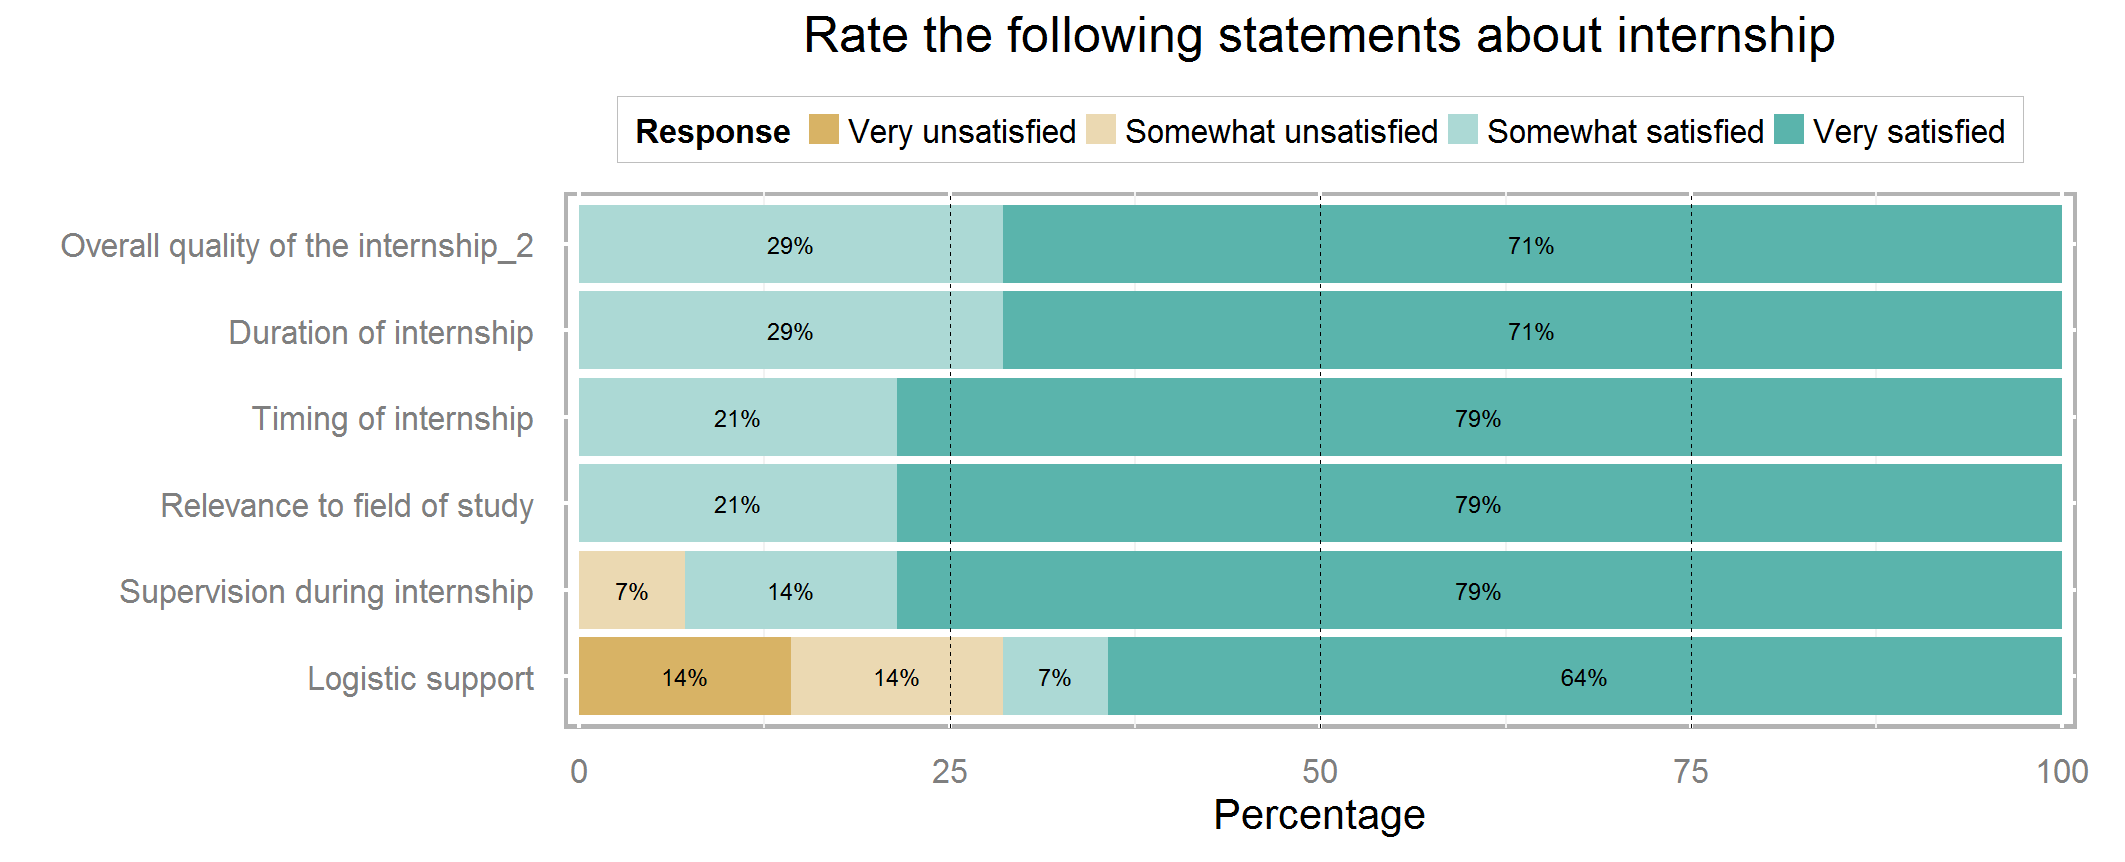 Rate the following statements about internship
Response Very unsatisfied Somewhat unsatisfied Somewhat satisfied Very satisfied
Overall quality of the internship_2 29% 71%
Duration of internship 29% 71%
Timing of internship 21% 79%
Relevance to field of study 21% 79%
Supervision during internship 7% 14% 79%
Logistic support 14% 14% 7% 64%
0 25 50 75 100
Percentage